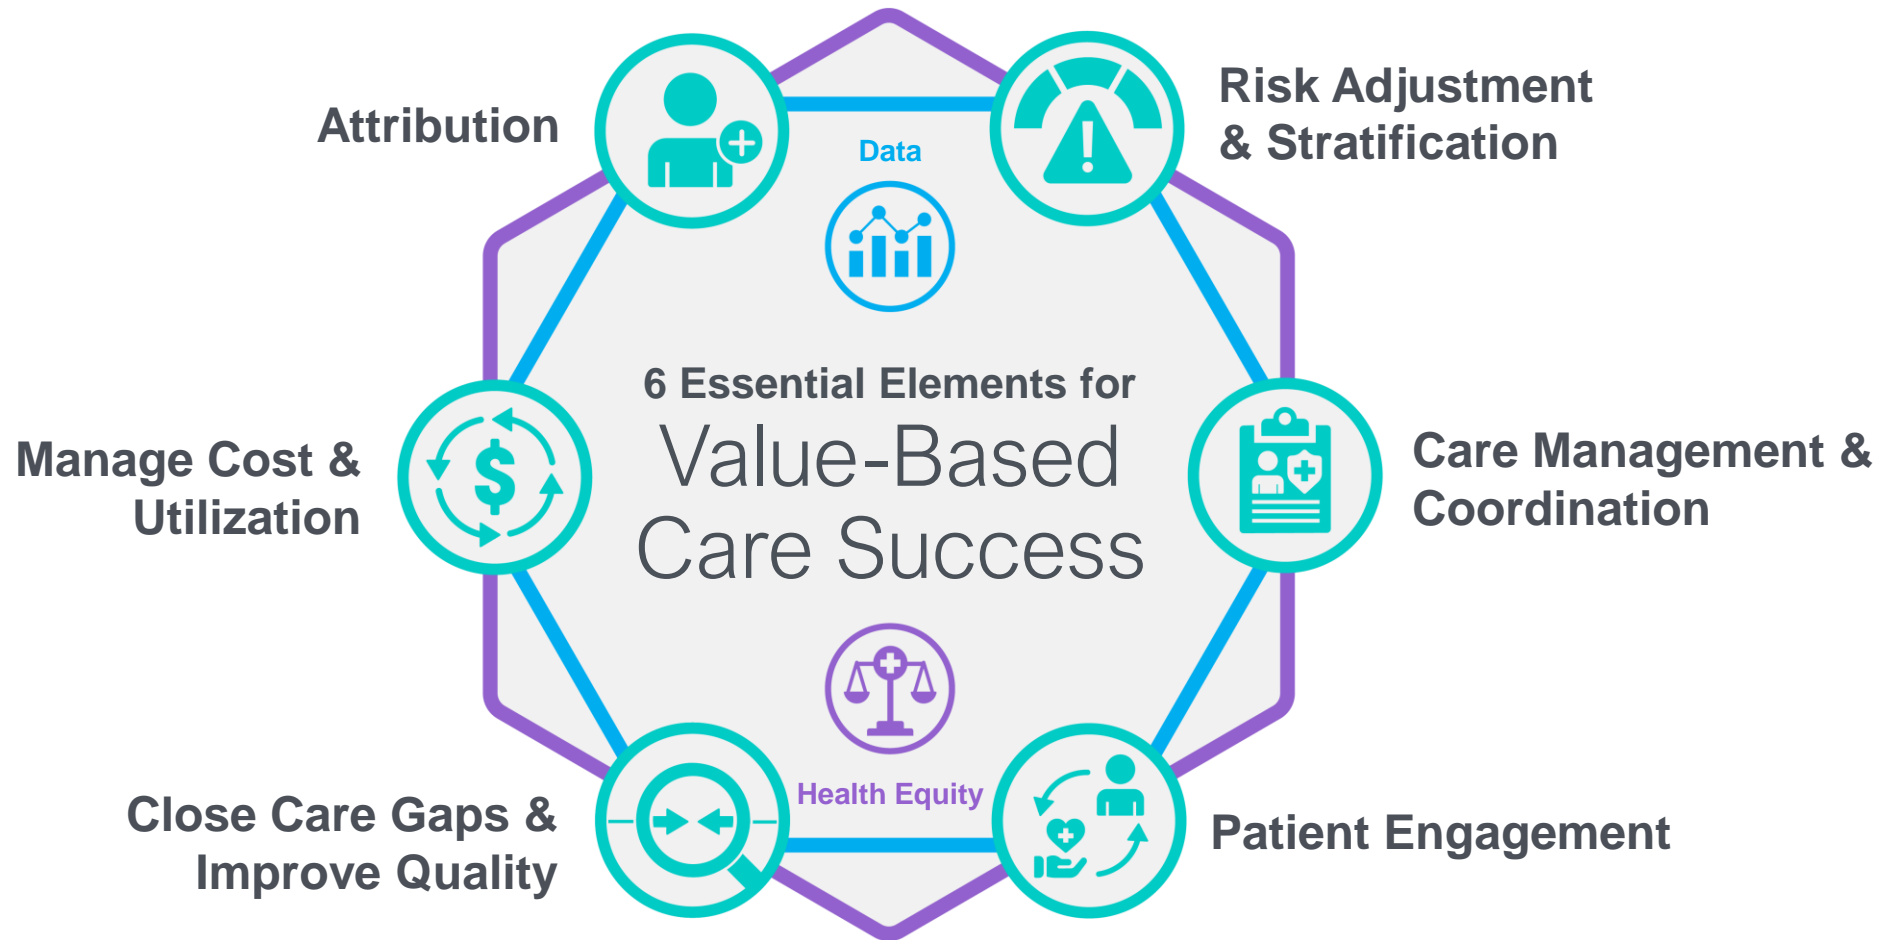 Attribution
Risk Adjustment
& Stratification
Data
6 Essential Elements for
Value-Based
Care Success
Manage Cost &
Utilization
Care Management &
Coordination
Health Equity
Close Care Gaps &
Improve Quality
Patient Engagement